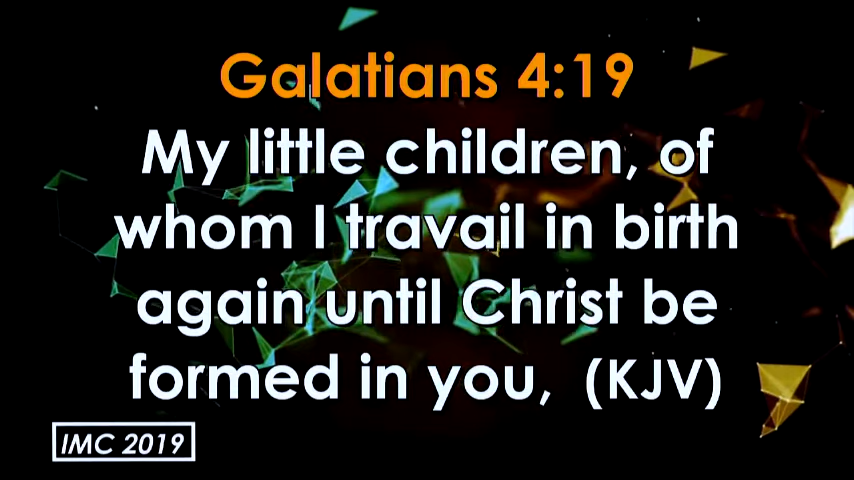 Galatians 4:19
My little children, of
whom I travail in birth
again until Christ be
formed in you,  (KJV)
IMC 2019